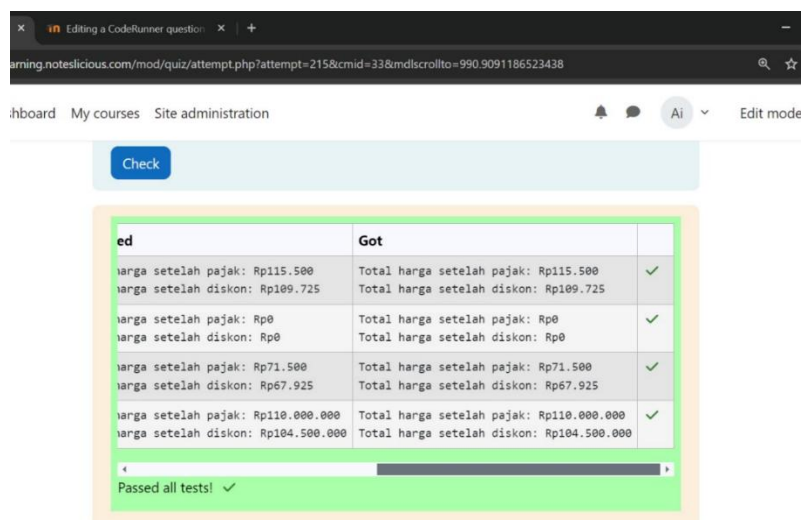 Editing a CodeRunner question
arning.noteslicious.com/mod/quiz/attempt.php?attempt=215&cmid=33&mdlscrollto=990.9091186523438
hboard My courses Site administration Ai Edit mode
Check
ed Got
harga setelah pajak: Rp115.500 Total harga setelah pajak: Rp115.500
harga setelah diskon: Rp109.725 Total harga setelah diskon: Rp109.725
harga setelah pajak: Rp0 Total harga setelah pajak: Rp0
harga setelah diskon: Rp0 Total harga setelah diskon: Rp0
harga setelah pajak: Rp71.500 Total harga setelah pajak: Rp71.500
harga setelah diskon: Rp67.925 Total harga setelah diskon: Rp67.925
harga setelah pajak: Rp110.000.000 Total harga setelah pajak: Rp110.000.000
harga setelah diskon: Rp104.500.000 Total harga setelah diskon: Rp104.500.000
Passed all tests!